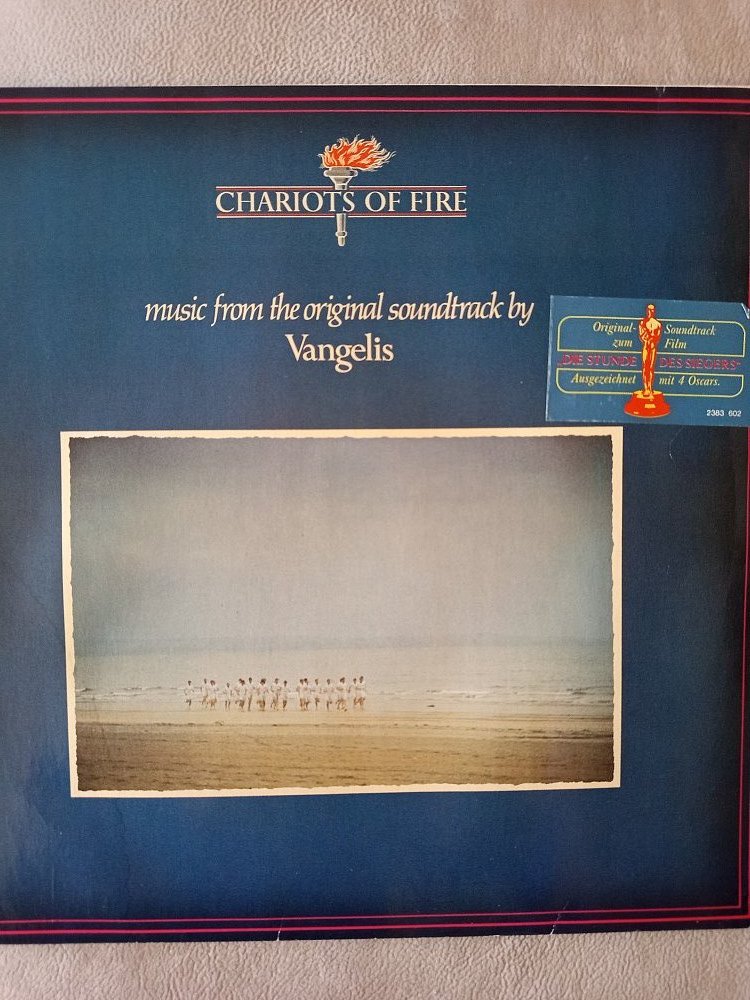 CHARIOTS OF FIRE
music from the original soundtrack by
Vangelis
Original- Soundtrack
zum Film
"DIE STUNDE DES SIEGERS"
Ausgezeichnet mit 4 Oscars.
2383 602